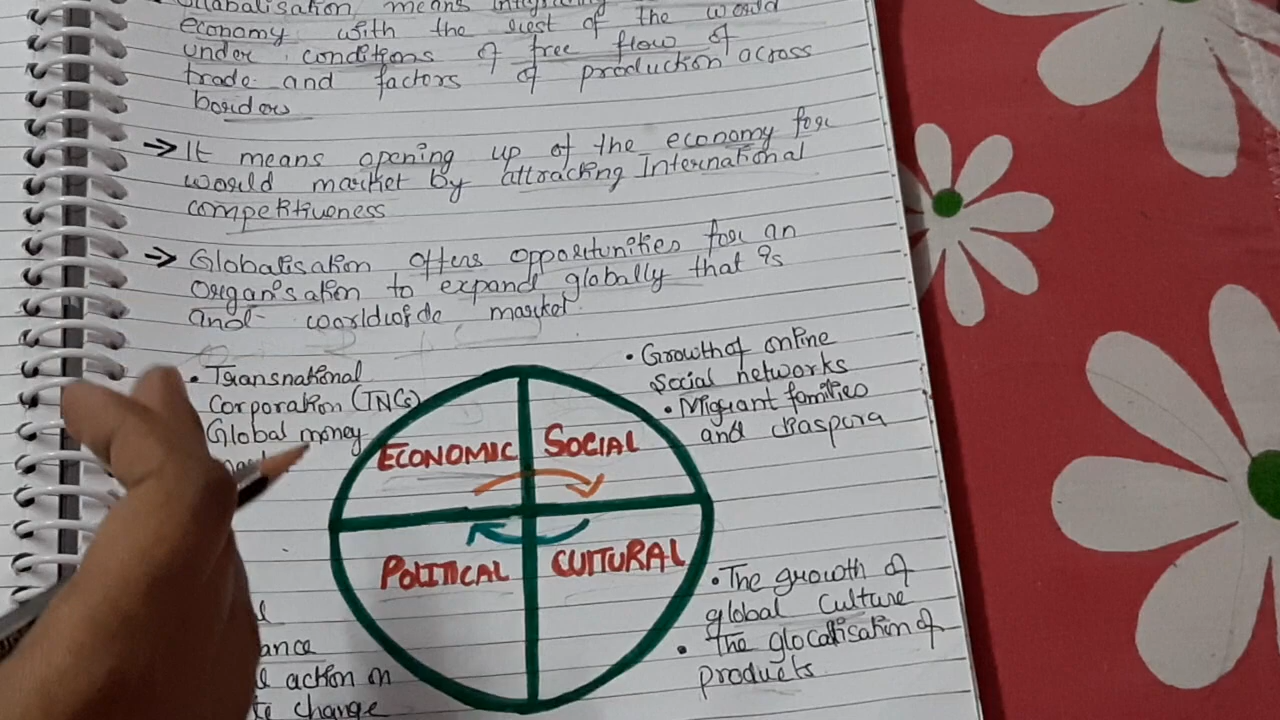 Globalisation means
economy with the rest of the world
under conditions of free flow of
trade and factors of production across
borders
→ It means opening up of the economy for
world market by attracting International
competitiveness
→ Globalisation offers opportunities for an
Organisation to expand globally that is
and worldwide market.
• Transnational
Corporation (TNCs)
Global money
• Growth of online
Social networks
• Migrant families
and diaspora
ECONOMIC SOCIAL
POLITICAL CULTURAL
• The growth of
global culture
• The glocalisation of
products
action on
change